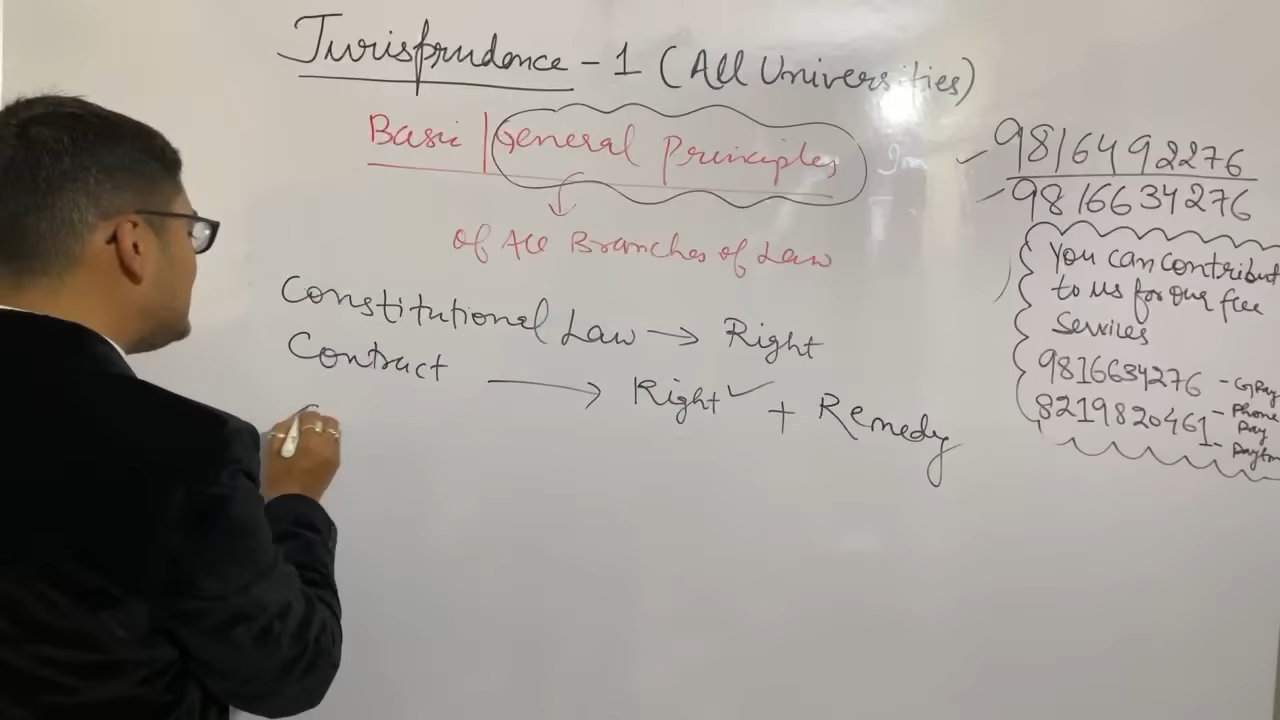 Jurisprudence - 1 (All Universities)
Basic | General Principles
of All Branches of Law
Constitutional Law → Right
Contract → Right ✓ + Remedy
9816492276
9816634276
You can contribut
to us for our free
Services
9816634276 - GPay
8219820461 - Phone
Pay
- Paytm